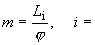 m = L_i / φ, i =